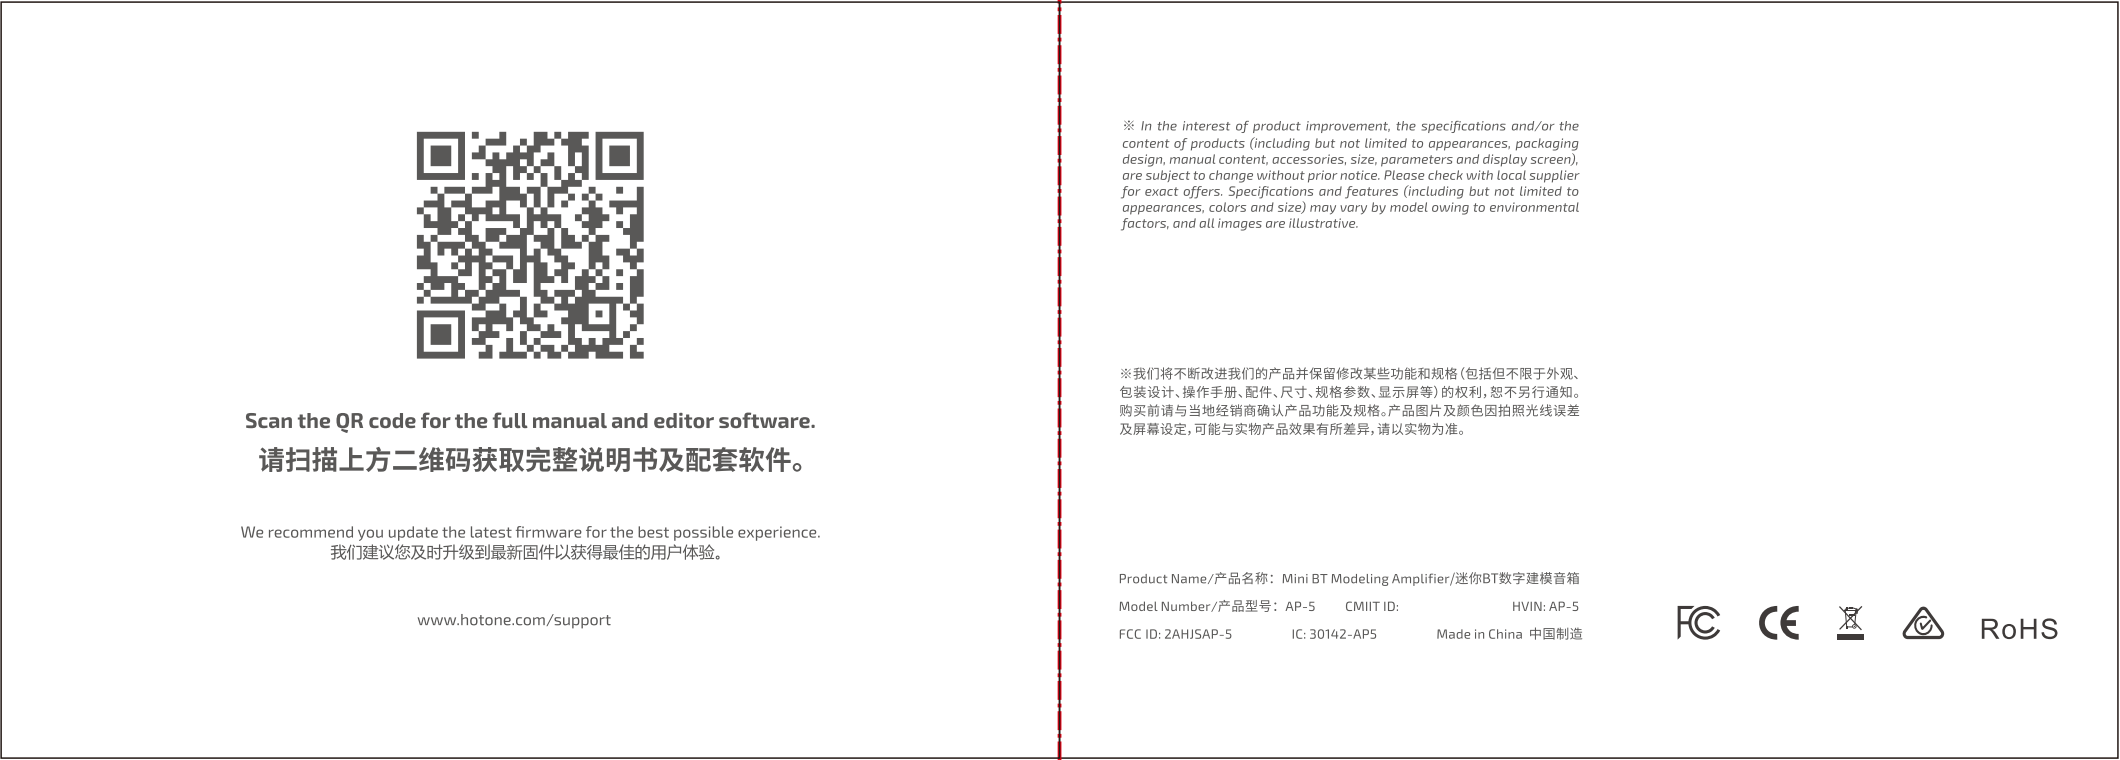 Scan the QR code for the full manual and editor software.
请扫描上方二维码获取完整说明书及配套软件。
We recommend you update the latest firmware for the best possible experience.
我们建议您及时升级到最新固件以获得最佳的用户体验。
www.hotone.com/support
※ In the interest of product improvement, the specifications and/or the
content of products (including but not limited to appearances, packaging
design, manual content, accessories, size, parameters and display screen),
are subject to change without prior notice. Please check with local supplier
for exact offers. Specifications and features (including but not limited to
appearances, colors and size) may vary by model owing to environmental
factors, and all images are illustrative.
※我们将不断改进我们的产品并保留修改某些功能和规格（包括但不限于外观、
包装设计、操作手册、配件、尺寸、规格参数、显示屏等）的权利，恕不另行通知。
购买前请与当地经销商确认产品功能及规格。产品图片及颜色因拍照光线误差
及屏幕设定，可能与实物产品效果有所差异，请以实物为准。
Product Name/产品名称：Mini BT Modeling Amplifier/迷你BT数字建模音箱
Model Number/产品型号：AP-5 CMIIT ID: HVIN: AP-5
FCC ID: 2AHJSAP-5 IC: 30142-AP5 Made in China 中国制造
FC CE RoHS